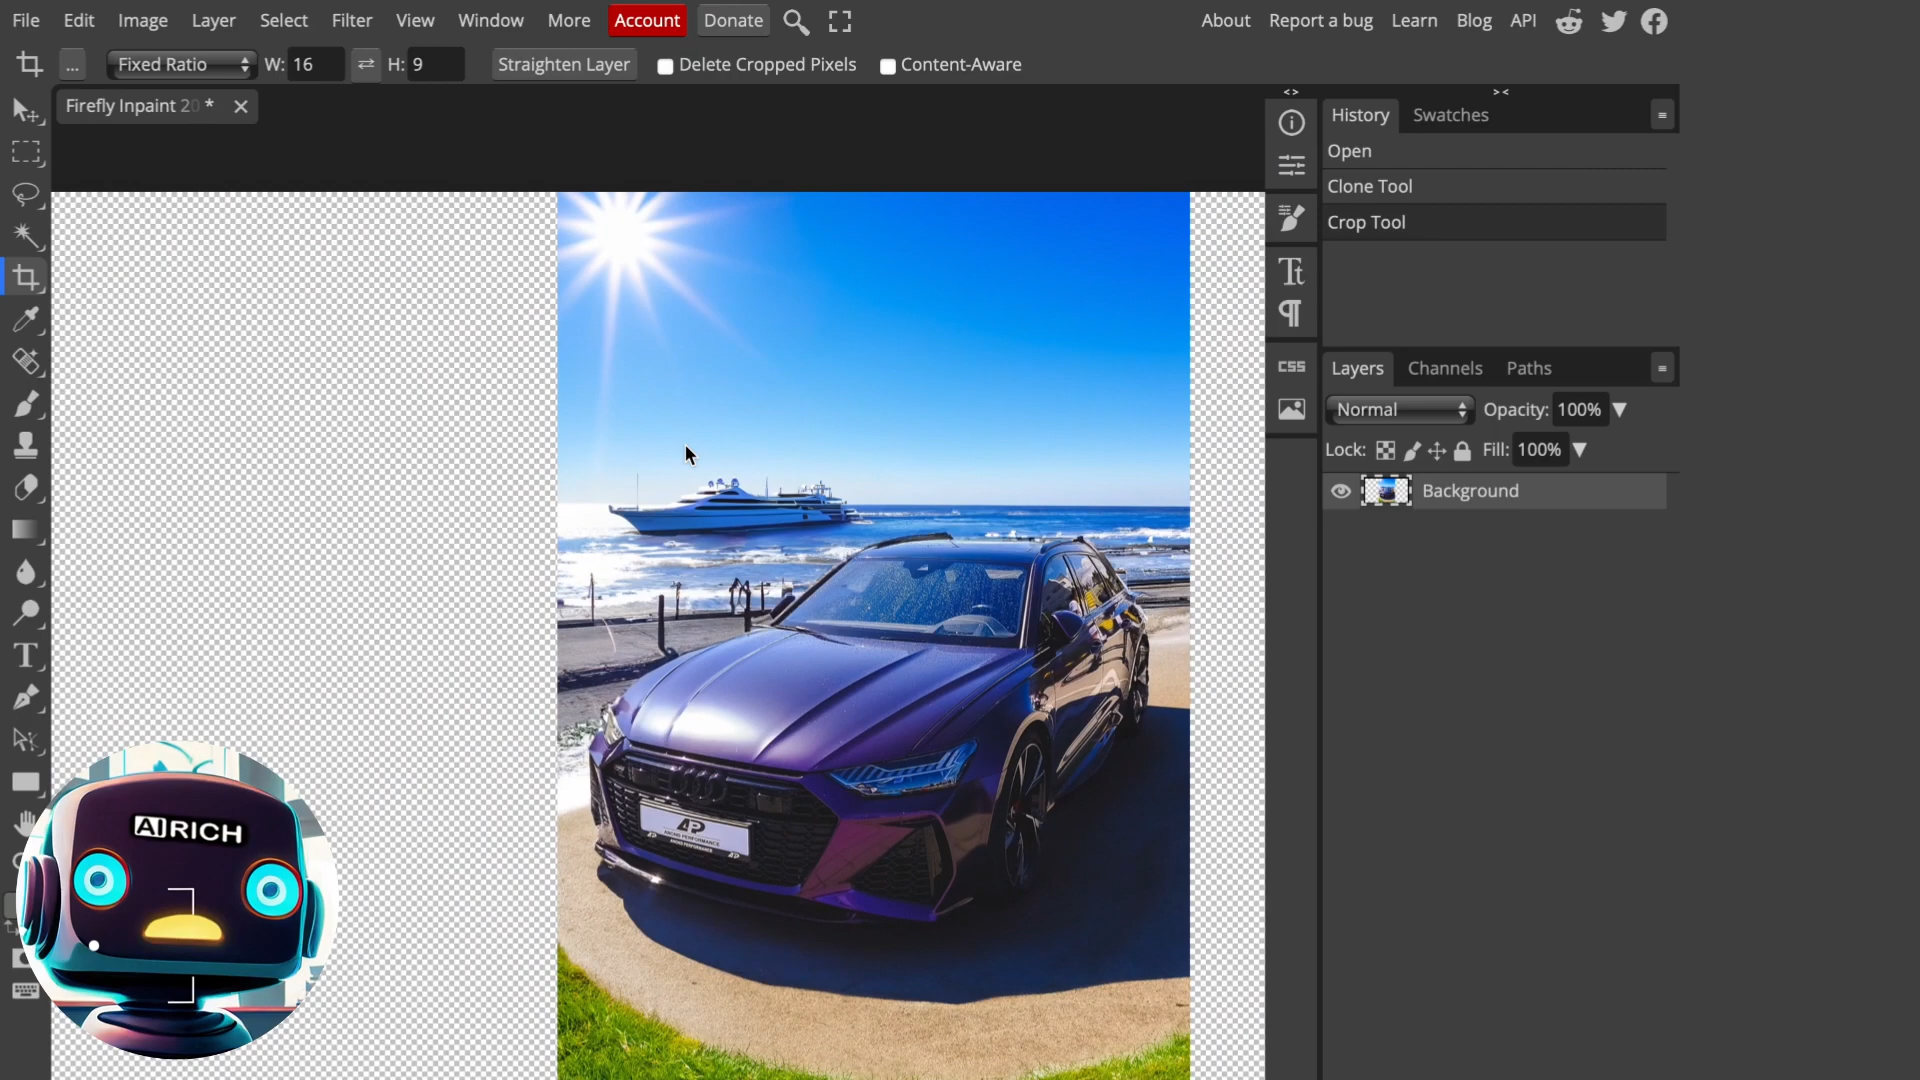 File Edit Image Layer Select Filter View Window More Account Donate About Report a bug Learn Blog API
... Fixed Ratio W: 16 H: 9 Straighten Layer Delete Cropped Pixels Content-Aware
Firefly Inpaint 20 *
History Swatches
Open
Clone Tool
Crop Tool
CSS
Layers Channels Paths
Normal Opacity: 100%
Lock: Fill: 100%
Background
AP
AIRICH